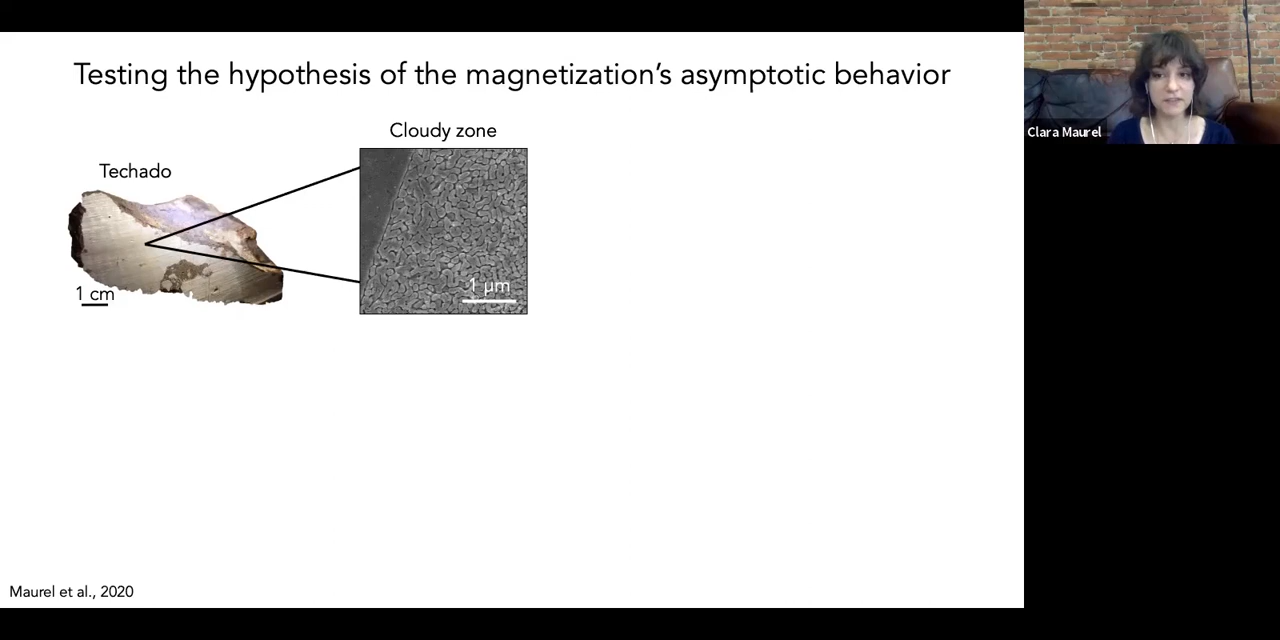 Testing the hypothesis of the magnetization's asymptotic behavior
Cloudy zone
Techado
1 cm
1 μm
Clara Maurel
Maurel et al., 2020